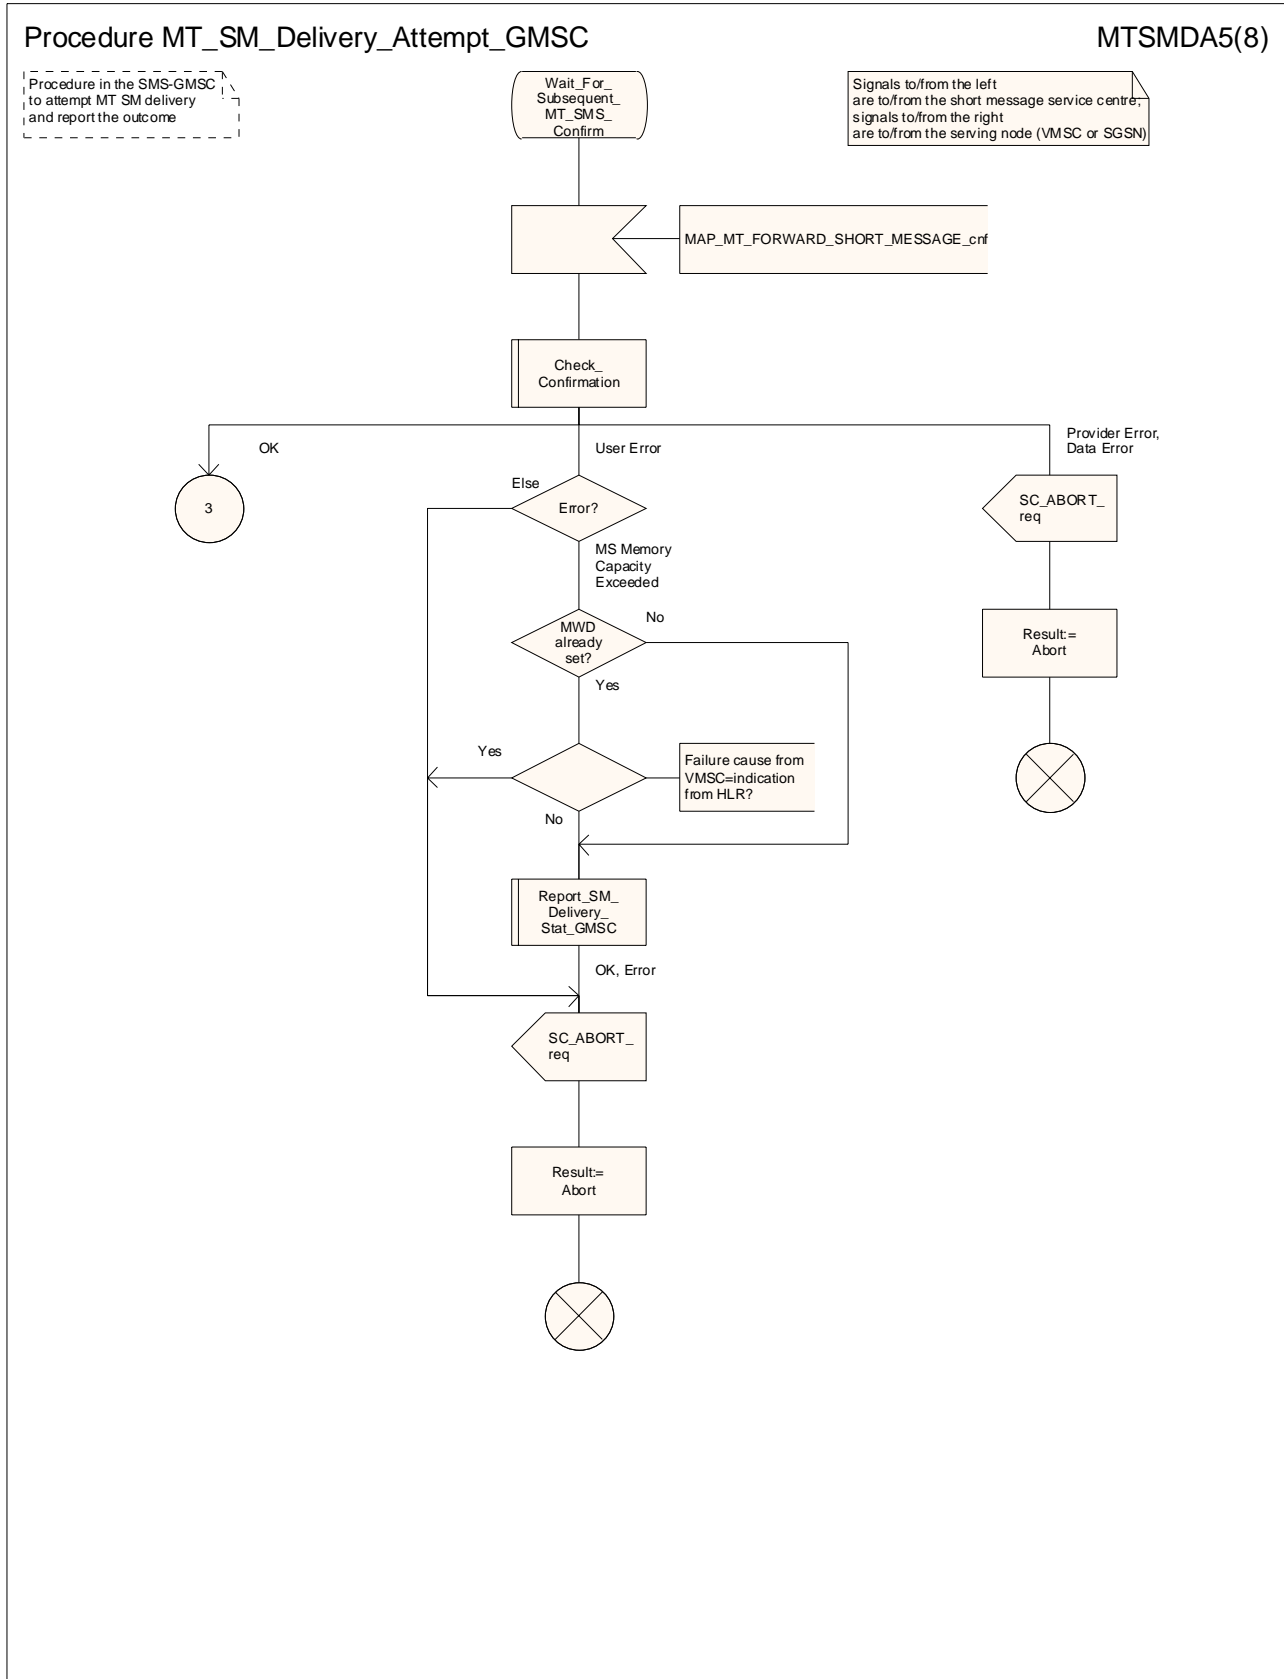 Procedure MT_SM_Delivery_Attempt_GMSC
MTSMDA5(8)
Procedure in the SMS-GMSC
to attempt MT SM delivery
and report the outcome
Wait_For_
Subsequent_
MT_SMS_
Confirm
Signals to/from the left
are to/from the short message service centre;
signals to/from the right
are to/from the serving node (VMSC or SGSN)
MAP_MT_FORWARD_SHORT_MESSAGE_cnf
Check_
Confirmation
OK
User Error
Provider Error,
Data Error
3
Else
Error?
SC_ABORT_
req
MS Memory
Capacity
Exceeded
MWD
already
set?
No
Yes
Result:=
Abort
Yes
Failure cause from
VMSC=indication
from HLR?
No
Report_SM_
Delivery_
Stat_GMSC
OK, Error
SC_ABORT_
req
Result:=
Abort